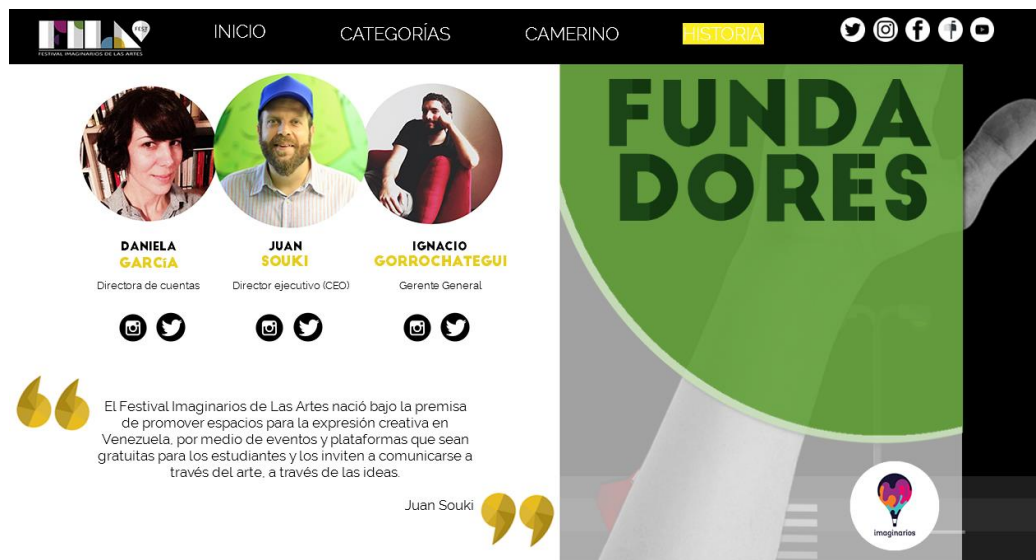 FILA FEST
FESTIVAL IMAGINARIOS DE LAS ARTES
INICIO
CATEGORÍAS
CAMERINO
HISTORIA
FUNDA
DORES
DANIELA
GARCíA
Directora de cuentas
JUAN
SOUKI
Director ejecutivo (CEO)
IGNACIO
GORROCHATEGUI
Gerente General
El Festival Imaginarios de Las Artes nació bajo la premisa
de promover espacios para la expresión creativa en
Venezuela, por medio de eventos y plataformas que sean
gratuitas para los estudiantes y los inviten a comunicarse a
través del arte, a través de las ideas.
Juan Souki
imaginarios